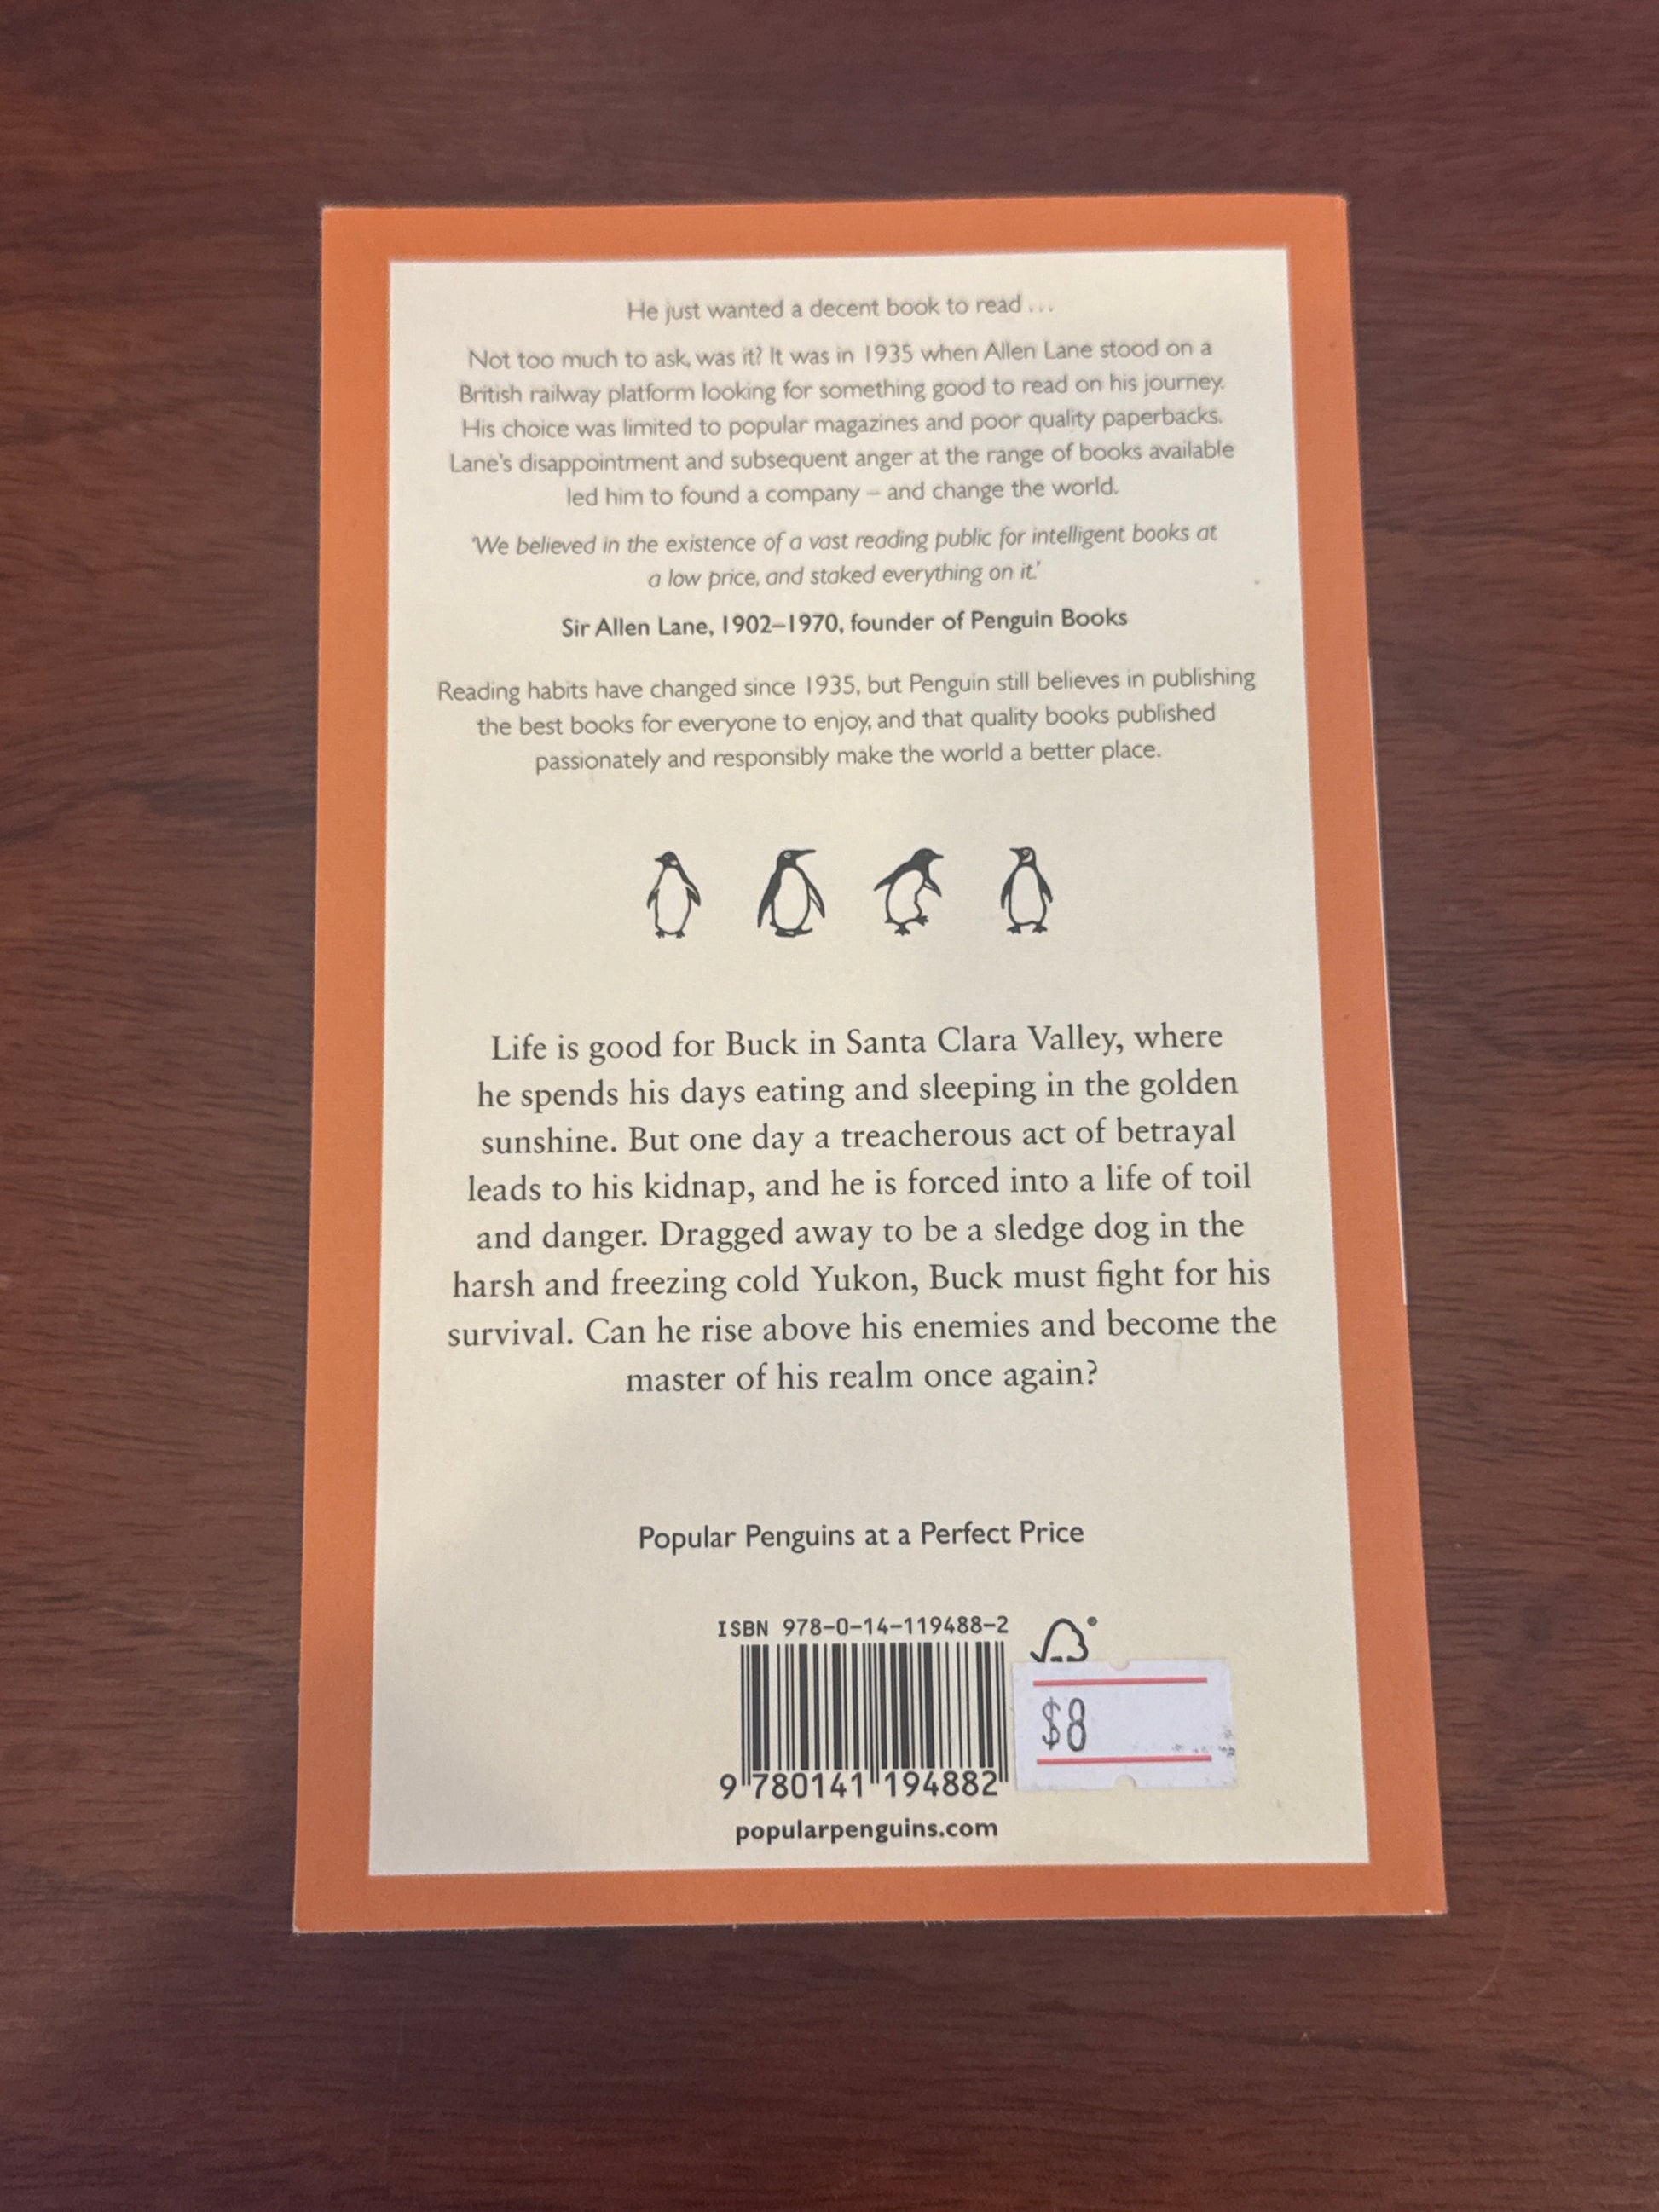 He just wanted a decent book to read ...
Not too much to ask, was it? It was in 1935 when Allen Lane stood on a
British railway platform looking for something good to read on his journey.
His choice was limited to popular magazines and poor quality paperbacks.
Lane's disappointment and subsequent anger at the range of books available
led him to found a company – and change the world.
'We believed in the existence of a vast reading public for intelligent books at
a low price, and staked everything on it.'
Sir Allen Lane, 1902–1970, founder of Penguin Books
Reading habits have changed since 1935, but Penguin still believes in publishing
the best books for everyone to enjoy, and that quality books published
passionately and responsibly make the world a better place.
Life is good for Buck in Santa Clara Valley, where
he spends his days eating and sleeping in the golden
sunshine. But one day a treacherous act of betrayal
leads to his kidnap, and he is forced into a life of toil
and danger. Dragged away to be a sledge dog in the
harsh and freezing cold Yukon, Buck must fight for his
survival. Can he rise above his enemies and become the
master of his realm once again?
Popular Penguins at a Perfect Price
ISBN 978-0-14-119488-2
$8
9 780141 194882
popularpenguins.com